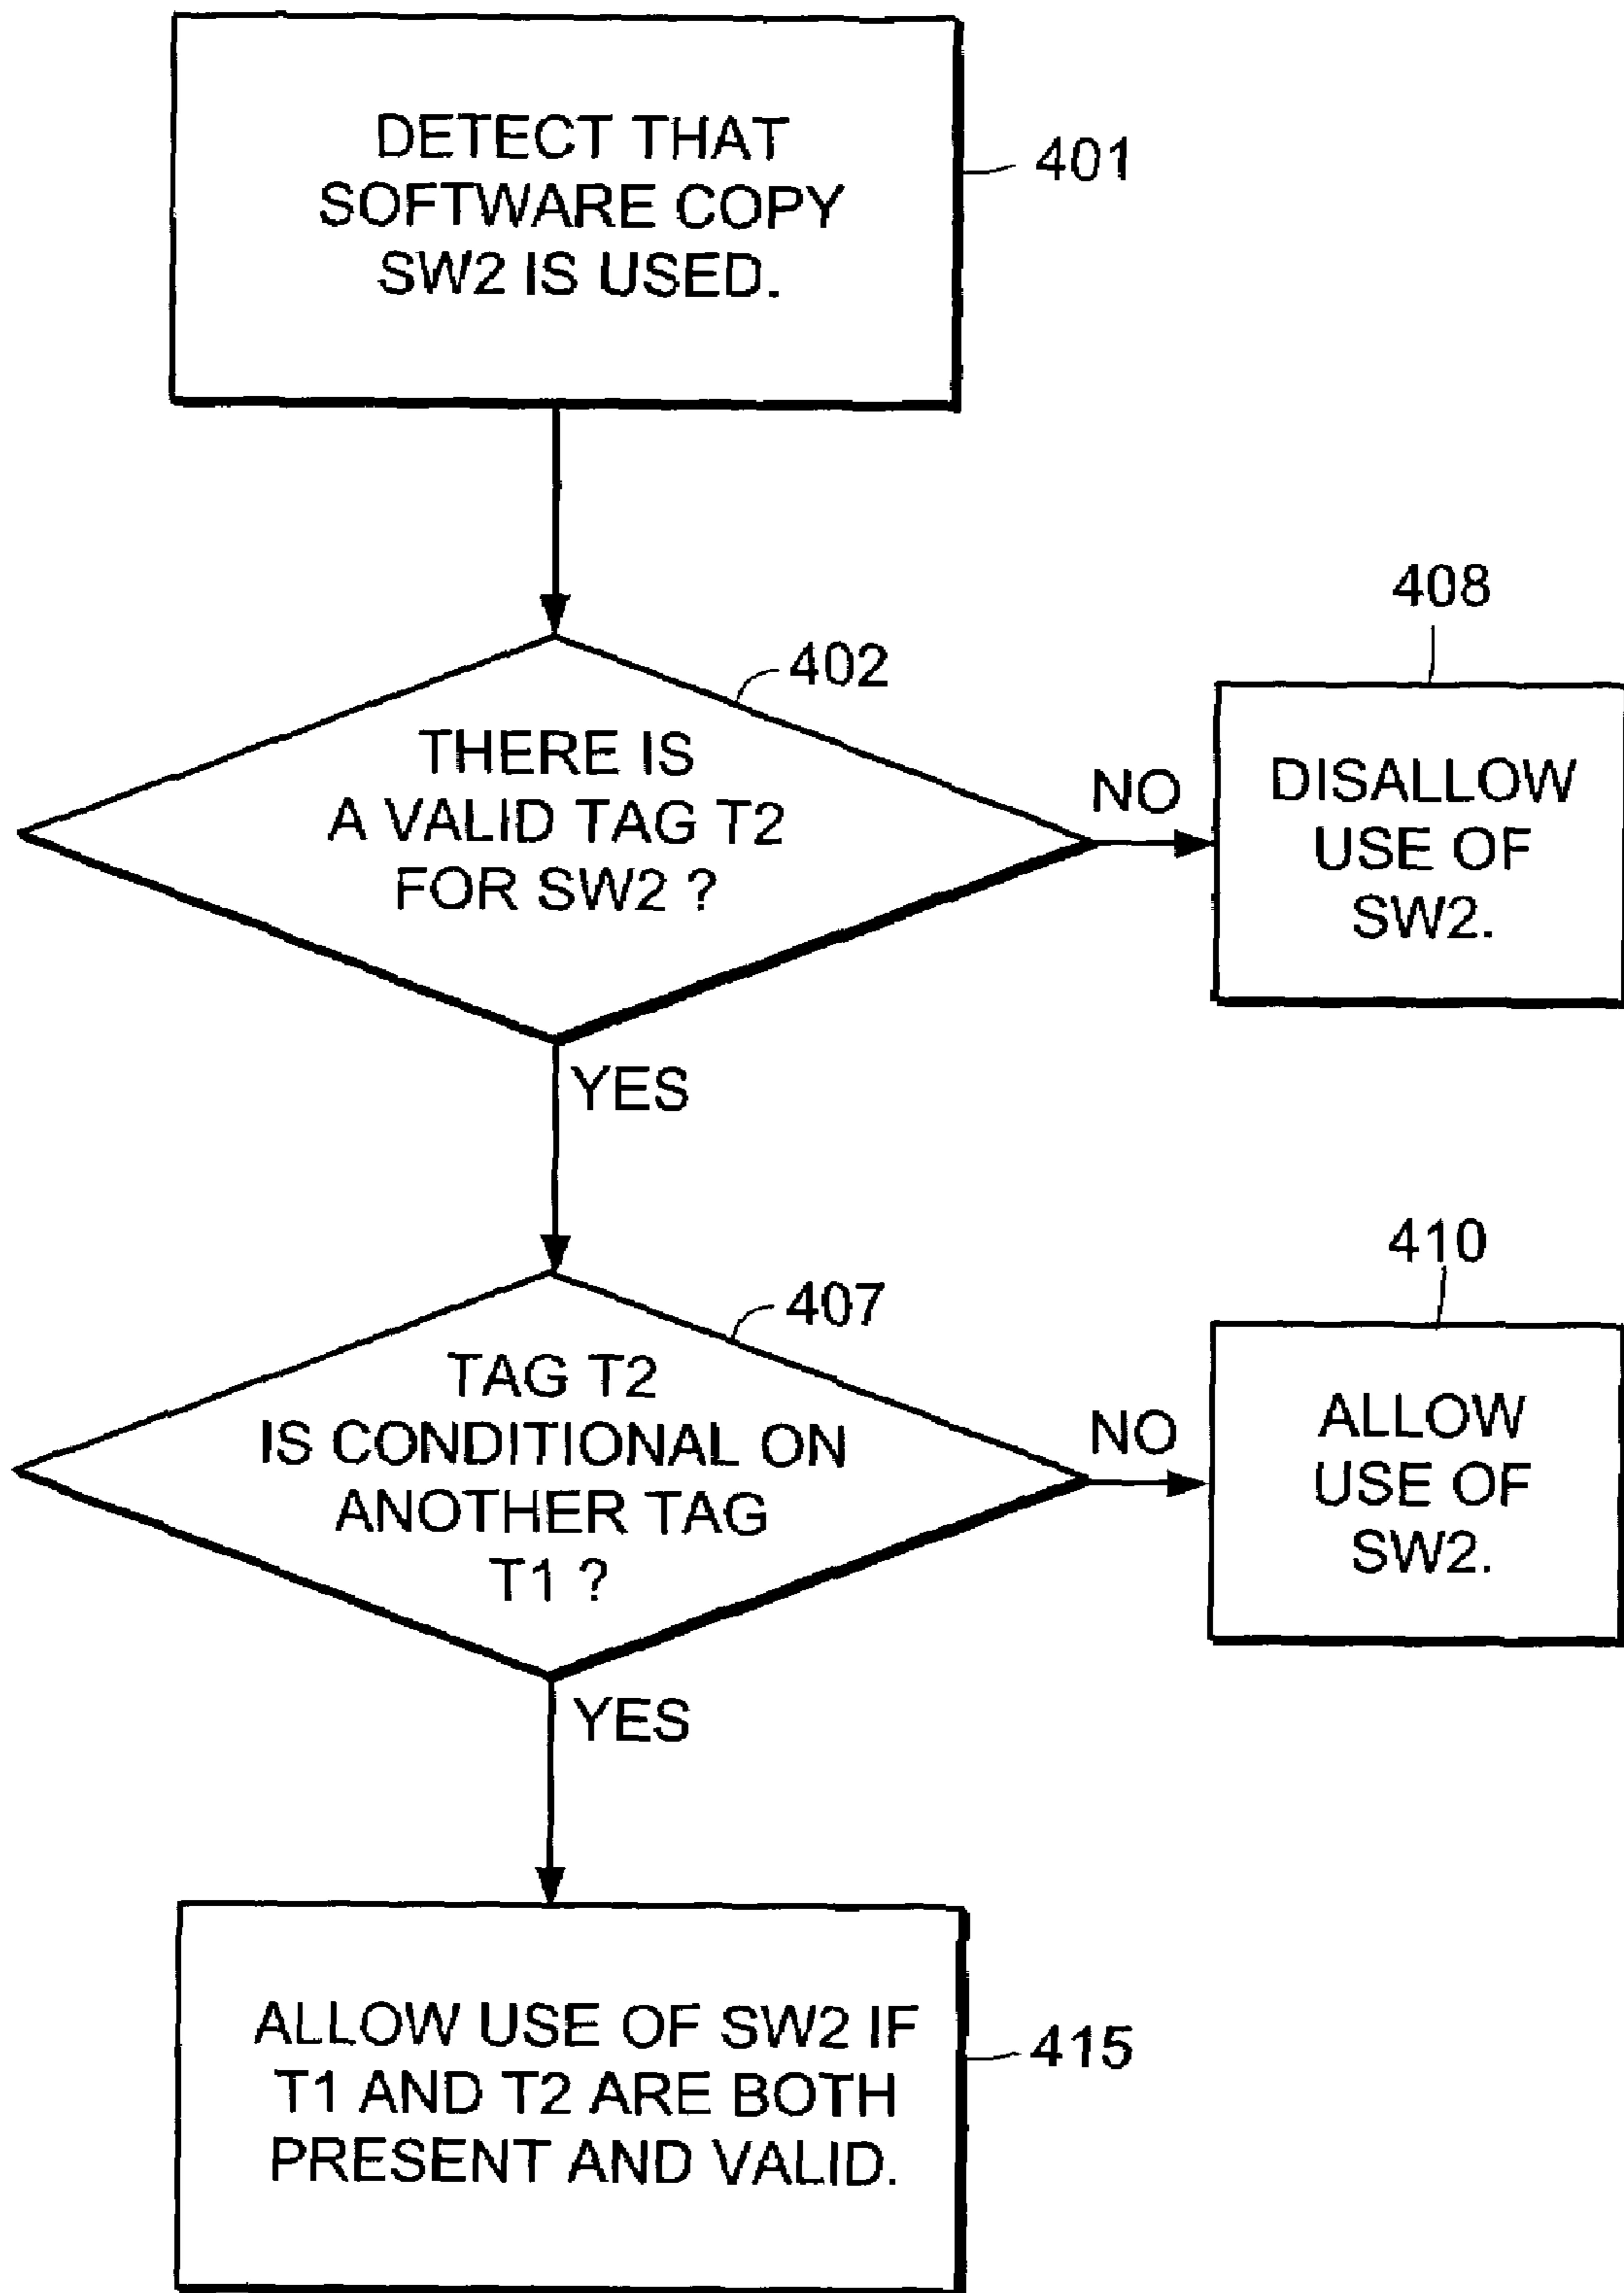 DETECT THAT
SOFTWARE COPY
SW2 IS USED.
401
402
THERE IS
A VALID TAG T2
FOR SW2 ?
NO
408
DISALLOW
USE OF
SW2.
YES
407
TAG T2
IS CONDITIONAL ON
ANOTHER TAG
T1 ?
NO
410
ALLOW
USE OF
SW2.
YES
ALLOW USE OF SW2 IF
T1 AND T2 ARE BOTH
PRESENT AND VALID.
415